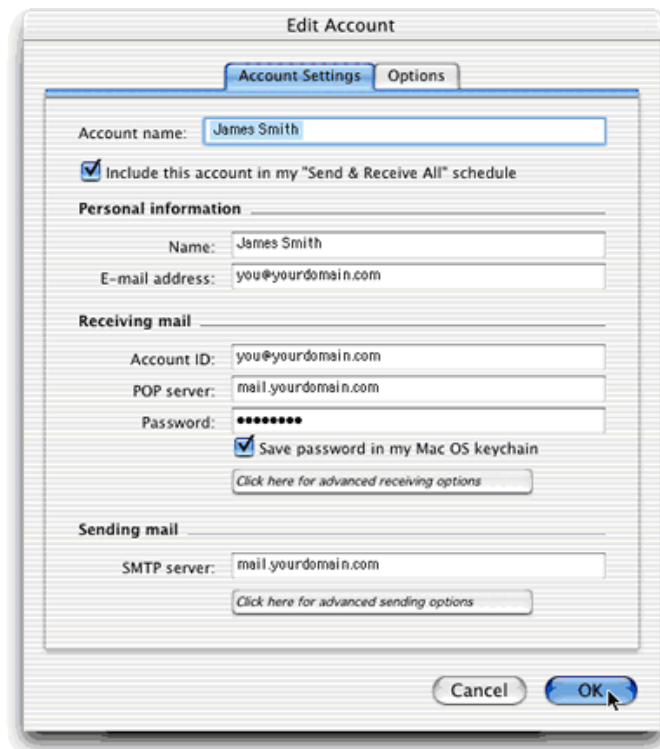 Edit Account
Account Settings Options
Account name: James Smith
Include this account in my "Send & Receive All" schedule
Personal information
Name: James Smith
E-mail address: you@yourdomain.com
Receiving mail
Account ID: you@yourdomain.com
POP server: mail.yourdomain.com
Password: ••••••••
Save password in my Mac OS keychain
Click here for advanced receiving options
Sending mail
SMTP server: mail.yourdomain.com
Click here for advanced sending options
Cancel OK